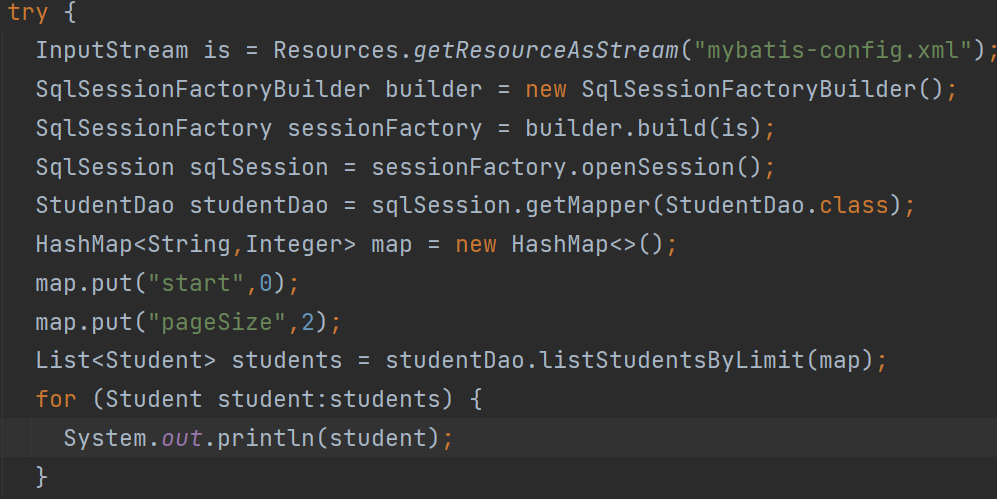 try {
InputStream is = Resources.getResourceAsStream("mybatis-config.xml");
SqlSessionFactoryBuilder builder = new SqlSessionFactoryBuilder();
SqlSessionFactory sessionFactory = builder.build(is);
SqlSession sqlSession = sessionFactory.openSession();
StudentDao studentDao = sqlSession.getMapper(StudentDao.class);
HashMap<String,Integer> map = new HashMap<>();
map.put("start",0);
map.put("pageSize",2);
List<Student> students = studentDao.listStudentsByLimit(map);
for (Student student:students) {
System.out.println(student);
}